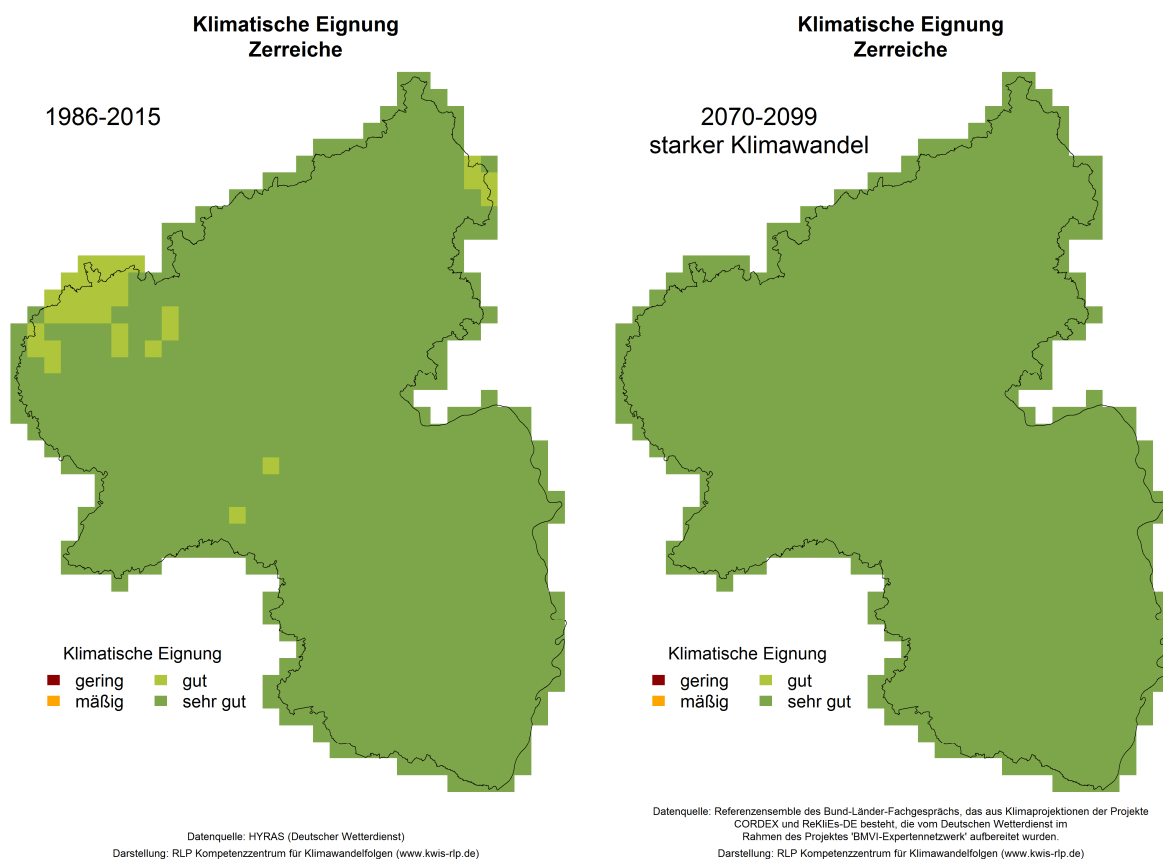 Klimatische Eignung
Zerreiche
1986-2015
Klimatische Eignung
gering
gut
mäßig
sehr gut
Datenquelle: HYRAS (Deutscher Wetterdienst)
Darstellung: RLP Kompetenzzentrum für Klimawandelfolgen (www.kwis-rlp.de)
Klimatische Eignung
Zerreiche
2070-2099
starker Klimawandel
Klimatische Eignung
gering
gut
mäßig
sehr gut
Datenquelle: Referenzensemble des Bund-Länder-Fachgesprächs, das aus Klimaprojektionen der Projekte
CORDEX und ReKliEs-DE besteht, die vom Deutschen Wetterdienst im
Rahmen des Projektes 'BMVI-Expertennetzwerk' aufbereitet wurden.
Darstellung: RLP Kompetenzzentrum für Klimawandelfolgen (www.kwis-rlp.de)